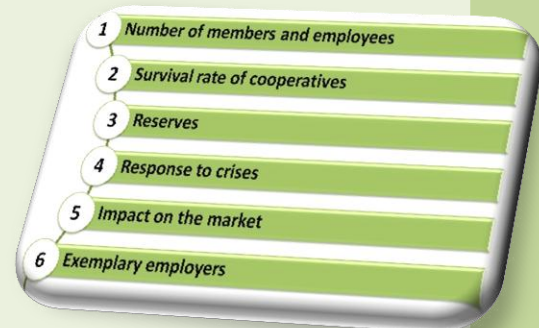 1 Number of members and employees
2 Survival rate of cooperatives
3 Reserves
4 Response to crises
5 Impact on the market
6 Exemplary employers